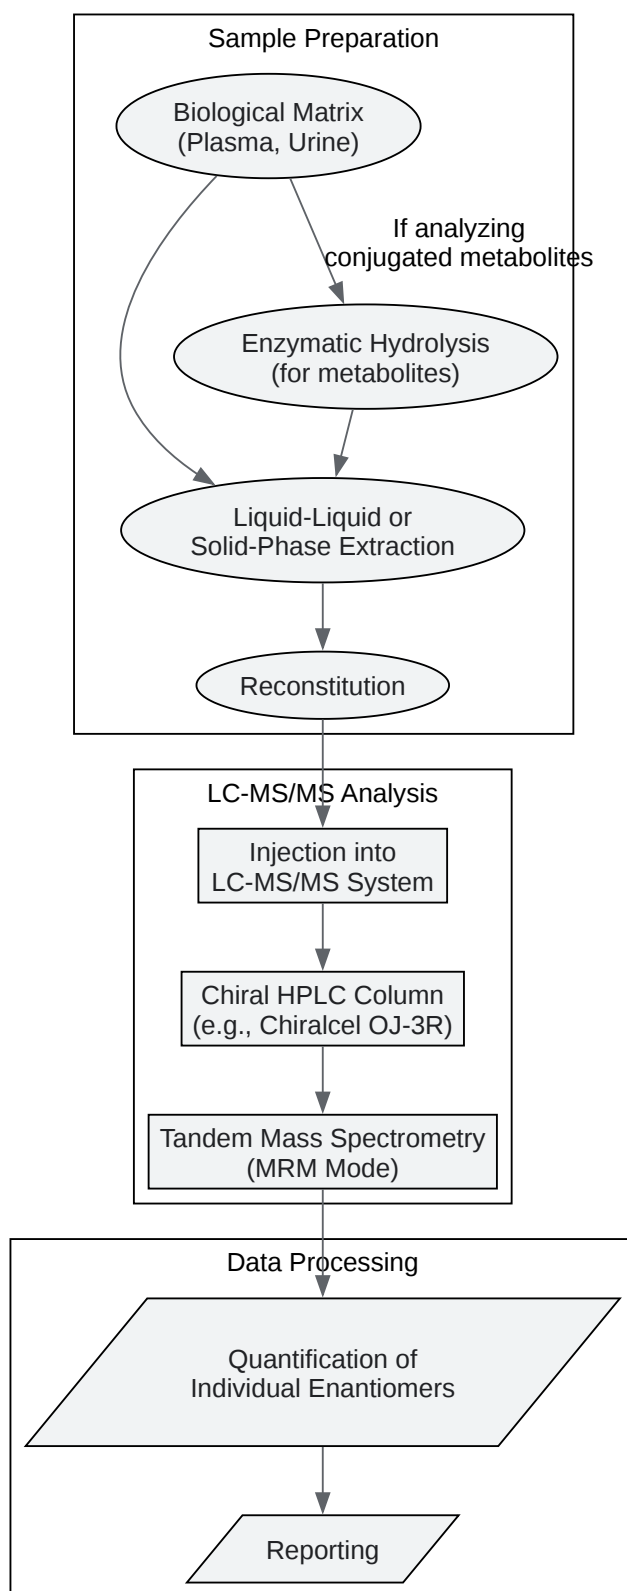 Sample Preparation
Biological Matrix
(Plasma, Urine)
If analyzing
conjugated metabolites
Enzymatic Hydrolysis
(for metabolites)
Liquid-Liquid or
Solid-Phase Extraction
Reconstitution
LC-MS/MS Analysis
Injection into
LC-MS/MS System
Chiral HPLC Column
(e.g., Chiralcel OJ-3R)
Tandem Mass Spectrometry
(MRM Mode)
Data Processing
Quantification of
Individual Enantiomers
Reporting